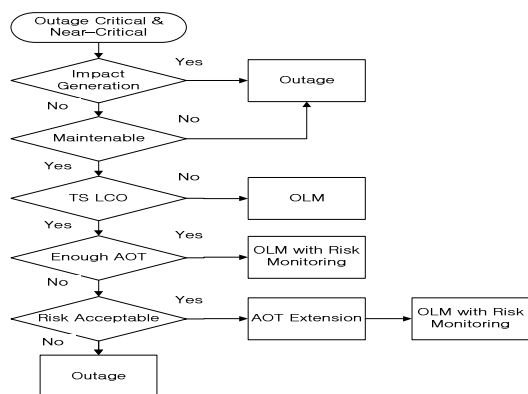 Outage Critical &
Near-Critical
Yes
Impact
Generation
Outage
No
No
Maintenable
Yes
No
TS LCO
OLM
Yes
Yes
Enough AOT
OLM with Risk
Monitoring
No
Yes
Risk Acceptable
AOT Extension
OLM with Risk
Monitoring
No
Outage